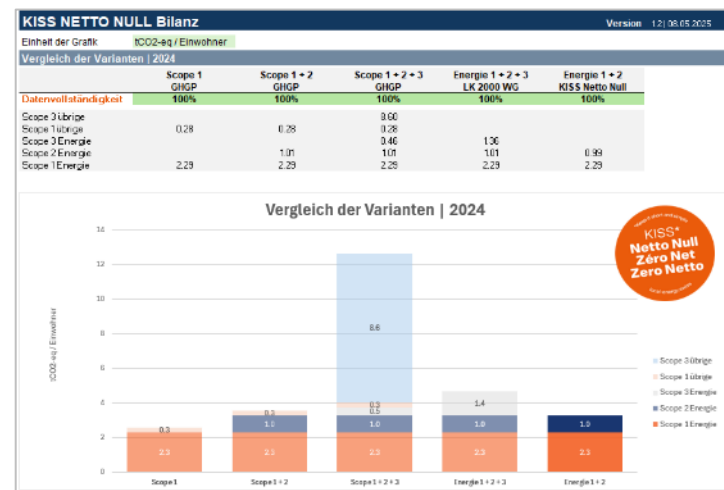 KISS NETTO NULL Bilanz Version 1.2| 08.05.2025
Einheit der Grafik tCO2-eq / Einwohner
Vergleich der Varianten | 2024
Scope 1 Scope 1 + 2 Scope 1 + 2 + 3 Energie 1 + 2 + 3 Energie 1 + 2
GHGP GHGP GHGP LK 2000 WG KISS Netto Null
Datenvollständigkeit 100% 100% 100% 100% 100%
Scope 3 übrige 8.60
Scope 1 übrige 0.28 0.28 0.28
Scope 3 Energie 0.46 1.36
Scope 2 Energie 1.01 1.01 1.01 0.99
Scope 1 Energie 2.29 2.29 2.29 2.29 2.29
Vergleich der Varianten | 2024
KISS*
Netto Null
Zéro Net
Zero Netto
tCO2-eq / Einwohner
14
12
10
8
6
4
2
0
8.6
0.3 0.3 0.3 1.4
0.5
1.0 1.0 1.0 1.0
2.3 2.3 2.3 2.3 2.3
Scope 1 Scope 1 + 2 Scope 1 + 2 + 3 Energie 1 + 2 + 3 Energie 1 + 2
Scope 3 übrige
Scope 1 übrige
Scope 3 Energie
Scope 2 Energie
Scope 1 Energie